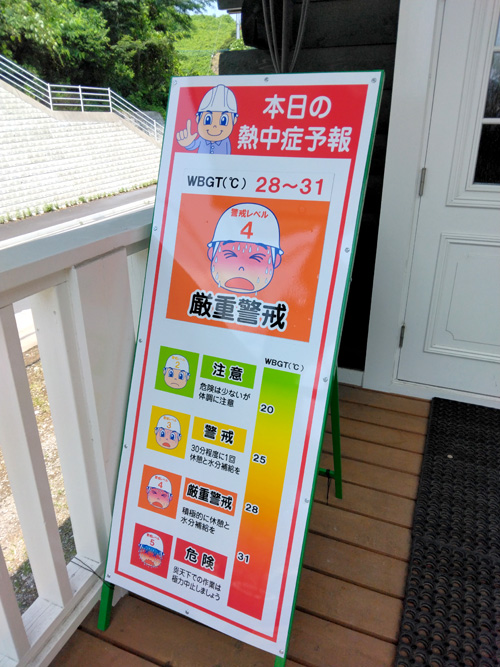 本日の
熱中症予報
WBGT(℃) 28〜31
警戒レベル
4
厳重警戒
WBGT(℃)
注意
危険は少ないが
体調に注意
20
3
警戒
30分程度に1回
休憩と水分補給を
25
4
厳重警戒
積極的に休憩と
水分補給を
28
5
危険
炎天下での作業は
極力中止しましょう
31